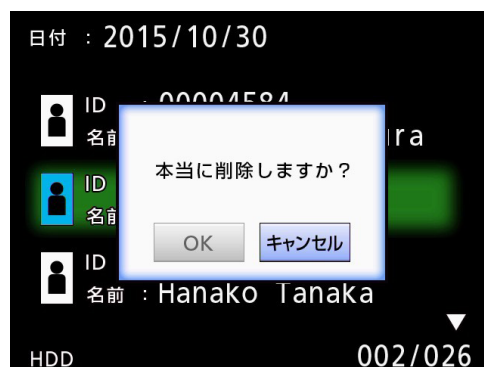 日付 : 2015/10/30
ID : 00004584
名前
本当に削除しますか？
ID
名前
OK キャンセル
ID
名前 : Hanako Tanaka
HDD 002/026